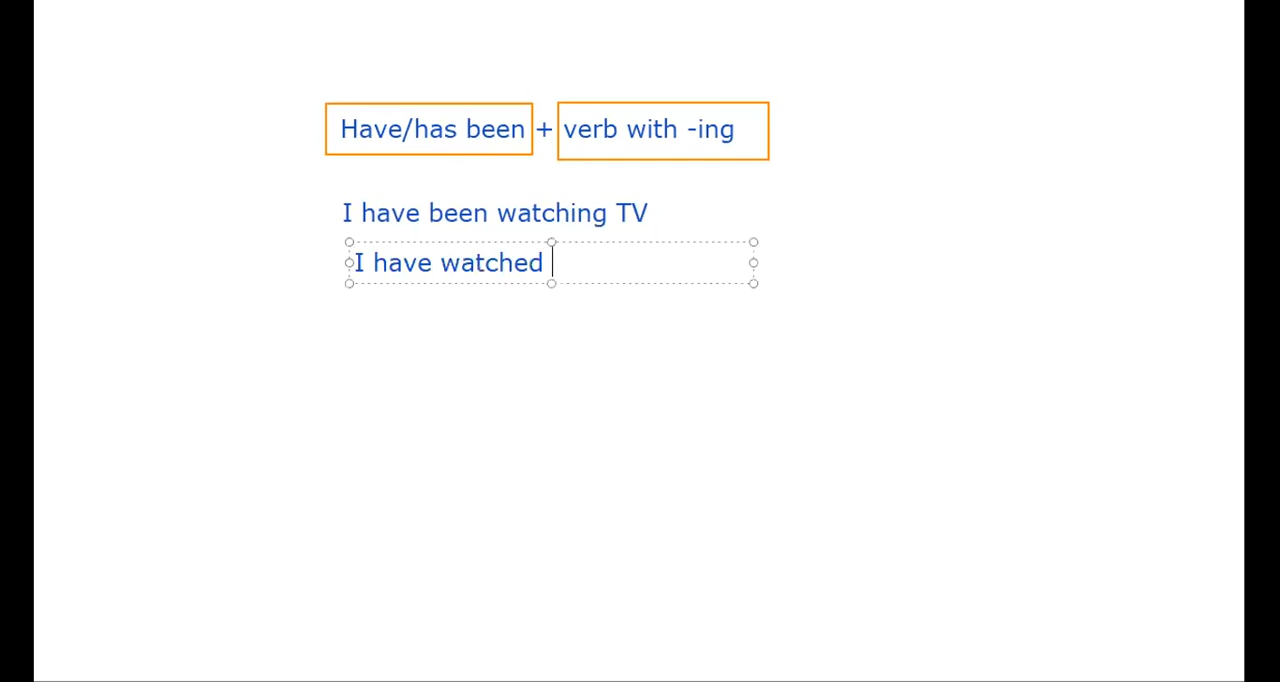 Have/has been + verb with -ing
I have been watching TV
I have watched